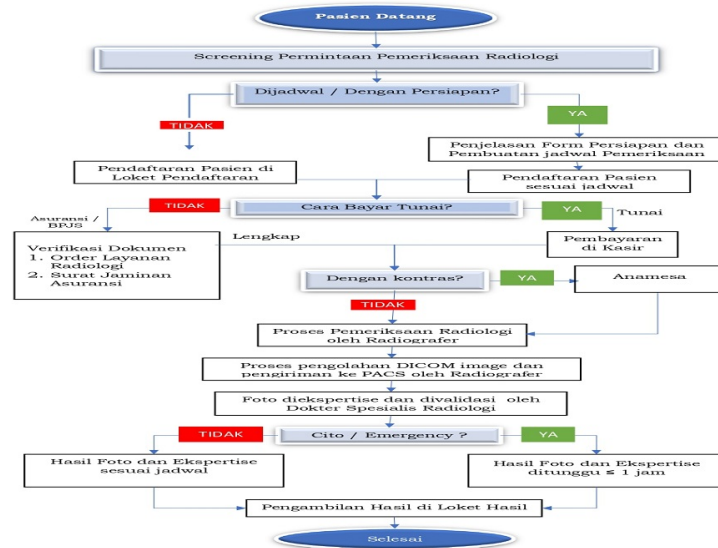 Pasien Datang
Screening Permintaan Pemeriksaan Radiologi
Dijadwal / Dengan Persiapan?
TIDAK
YA
Penjelasan Form Persiapan dan
Pembuatan jadwal Pemeriksaan
Pendaftaran Pasien di
Loket Pendaftaran
Pendaftaran Pasien
sesuai jadwal
TIDAK
Cara Bayar Tunai?
YA
Asuransi /
BPJS
Tunai
Verifikasi Dokumen
1. Order Layanan
Radiologi
2. Surat Jaminan
Asuransi
Lengkap
Pembayaran
di Kasir
Dengan kontras?
YA
Anamesa
TIDAK
Proses Pemeriksaan Radiologi
oleh Radiografer
Proses pengolahan DICOM image dan
pengiriman ke PACS oleh Radiografer
Foto diekspertise dan divalidasi oleh
Dokter Spesialis Radiologi
TIDAK
Cito / Emergency ?
YA
Hasil Foto dan Ekspertise
sesuai jadwal
Hasil Foto dan Ekspertise
ditunggu ≤ 1 jam
Pengambilan Hasil di Loket Hasil
Selesai